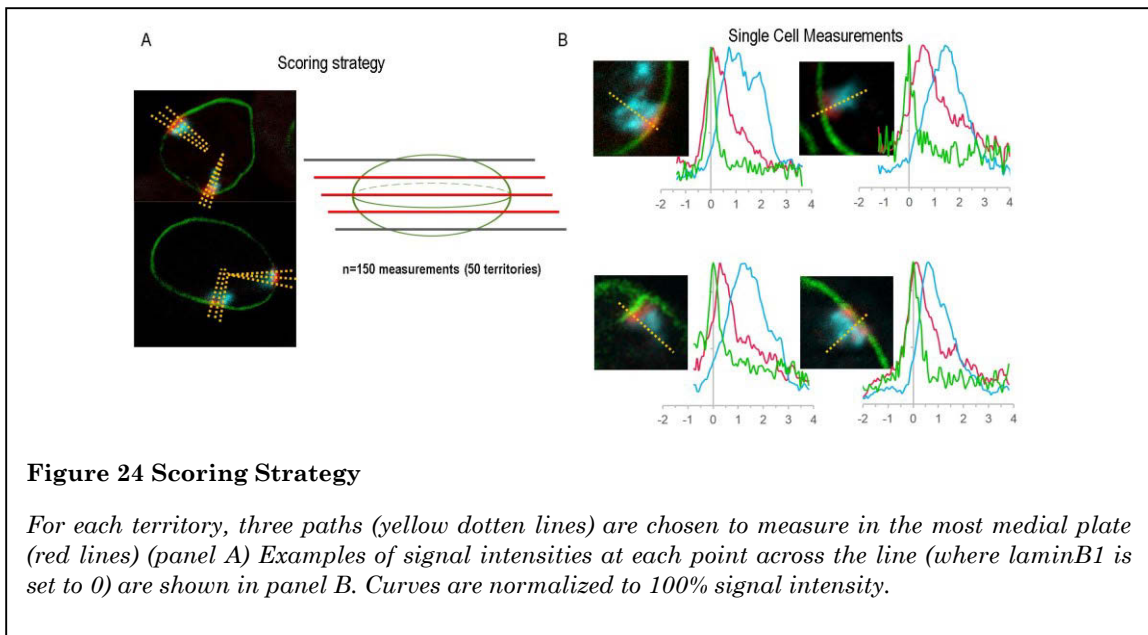 A
B
Scoring strategy
Single Cell Measurements
n=150 measurements (50 territories)
-2 -1 0 1 2 3 4
-2 -1 0 1 2 3 4
-2 -1 0 1 2 3 4
-2 -1 0 1 2 3 4
Figure 24 Scoring Strategy
For each territory, three paths (yellow dotten lines) are chosen to measure in the most medial plate
(red lines) (panel A) Examples of signal intensities at each point across the line (where laminB1 is
set to 0) are shown in panel B. Curves are normalized to 100% signal intensity.